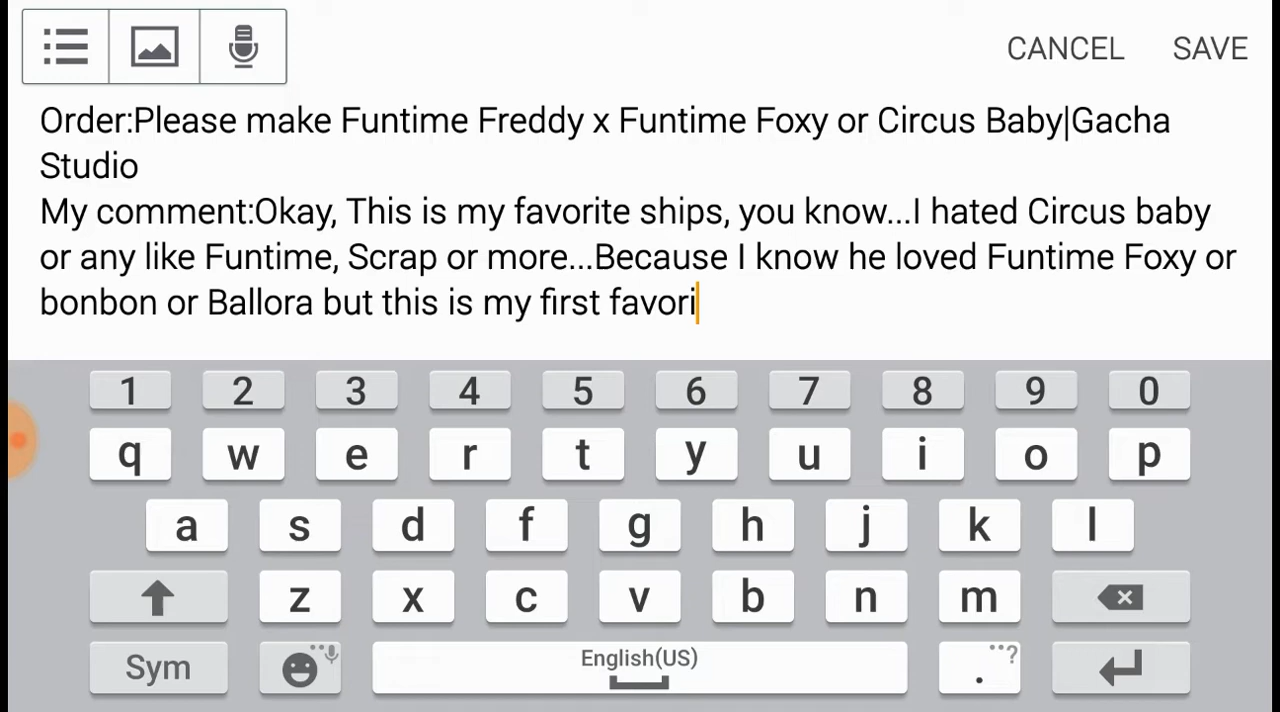 CANCEL SAVE
Order:Please make Funtime Freddy x Funtime Foxy or Circus Baby|Gacha
Studio
My comment:Okay, This is my favorite ships, you know...I hated Circus baby
or any like Funtime, Scrap or more...Because I know he loved Funtime Foxy or
bonbon or Ballora but this is my first favori
1 2 3 4 5 6 7 8 9 0
q w e r t y u i o p
a s d f g h j k l
z x c v b n m
Sym English(US) . ?